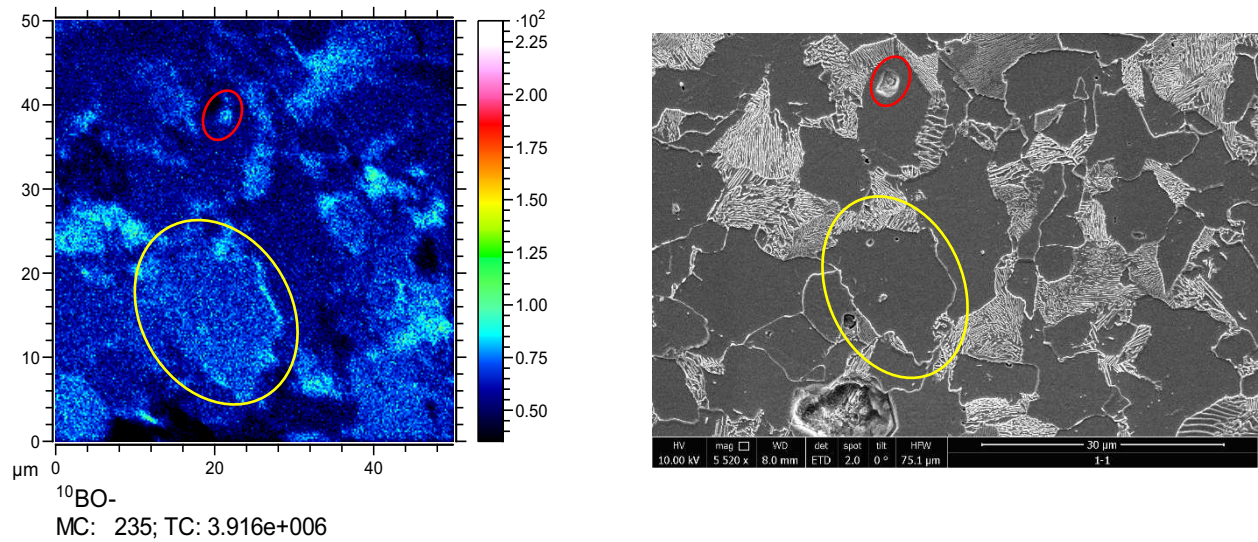 50
40
30
20
10
0
µm
0 20 40
·10²
2.25
2.00
1.75
1.50
1.25
1.00
0.75
0.50
¹⁰BO-
MC: 235; TC: 3.916e+006
HV mag □ WD det spot tilt HFW
10.00 kV 5 520 x 8.0 mm ETD 2.0 0° 75.1 µm
30 µm
1-1